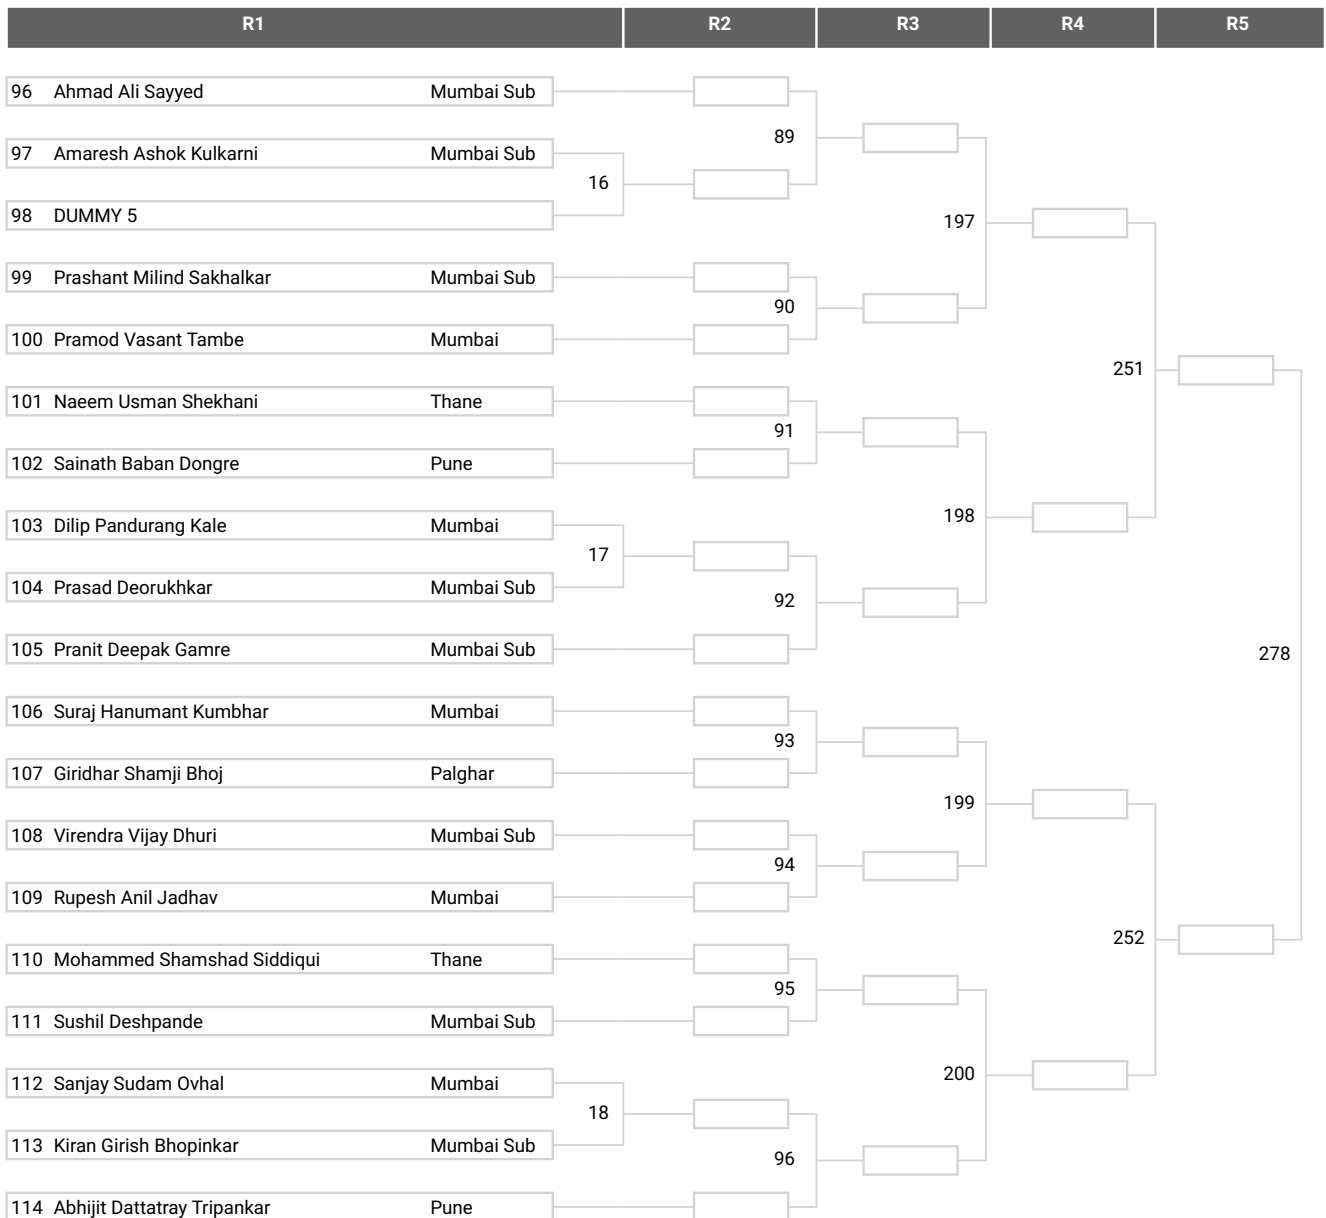 R1 R2 R3 R4 R5
96 Ahmad Ali Sayyed Mumbai Sub
89
97 Amaresh Ashok Kulkarni Mumbai Sub
16
98 DUMMY 5
197
99 Prashant Milind Sakhalkar Mumbai Sub
90
100 Pramod Vasant Tambe Mumbai
251
101 Naeem Usman Shekhani Thane
91
102 Sainath Baban Dongre Pune
198
103 Dilip Pandurang Kale Mumbai
17
104 Prasad Deorukhkar Mumbai Sub
92
105 Pranit Deepak Gamre Mumbai Sub
278
106 Suraj Hanumant Kumbhar Mumbai
93
107 Giridhar Shamji Bhoj Palghar
199
108 Virendra Vijay Dhuri Mumbai Sub
94
109 Rupesh Anil Jadhav Mumbai
252
110 Mohammed Shamshad Siddiqui Thane
95
111 Sushil Deshpande Mumbai Sub
200
112 Sanjay Sudam Ovhal Mumbai
18
113 Kiran Girish Bhopinkar Mumbai Sub
96
114 Abhijit Dattatray Tripankar Pune